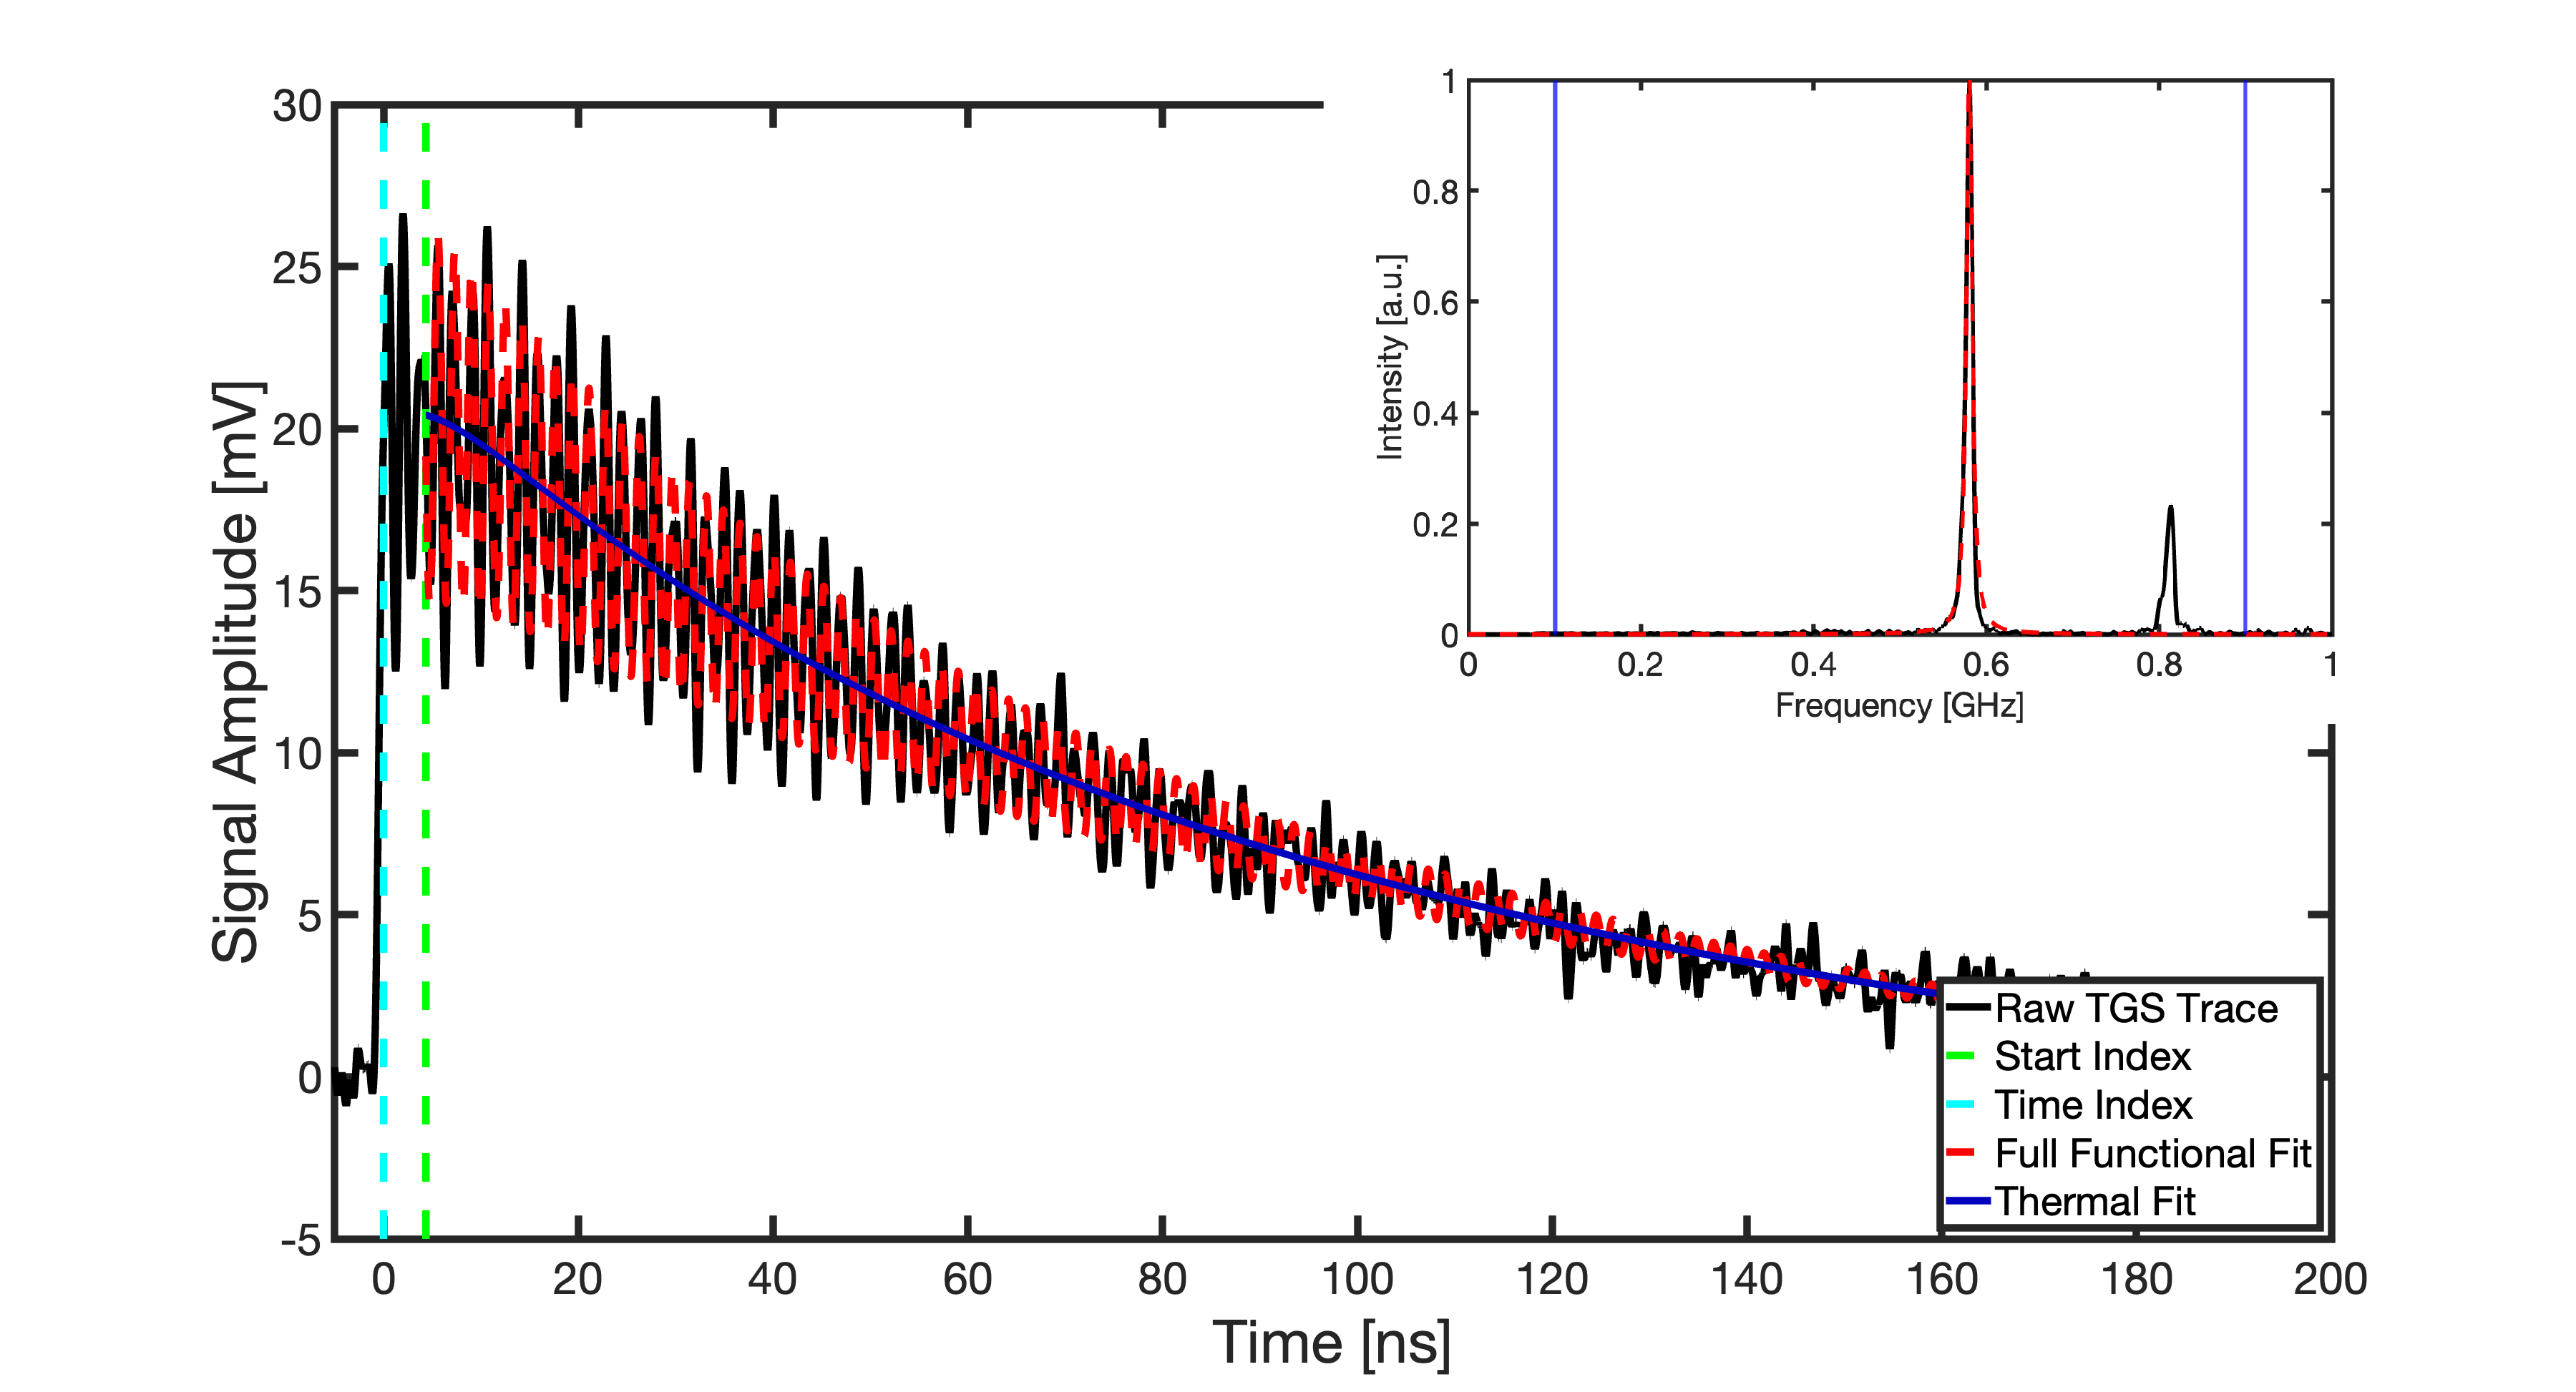 30
25
20
15
10
5
0
-5
Signal Amplitude [mV]
0 20 40 60 80 100 120 140 160 180 200
Time [ns]
1
0.8
0.6
0.4
0.2
0
Intensity [a.u.]
0 0.2 0.4 0.6 0.8 1
Frequency [GHz]
Raw TGS Trace
Start Index
Time Index
Full Functional Fit
Thermal Fit